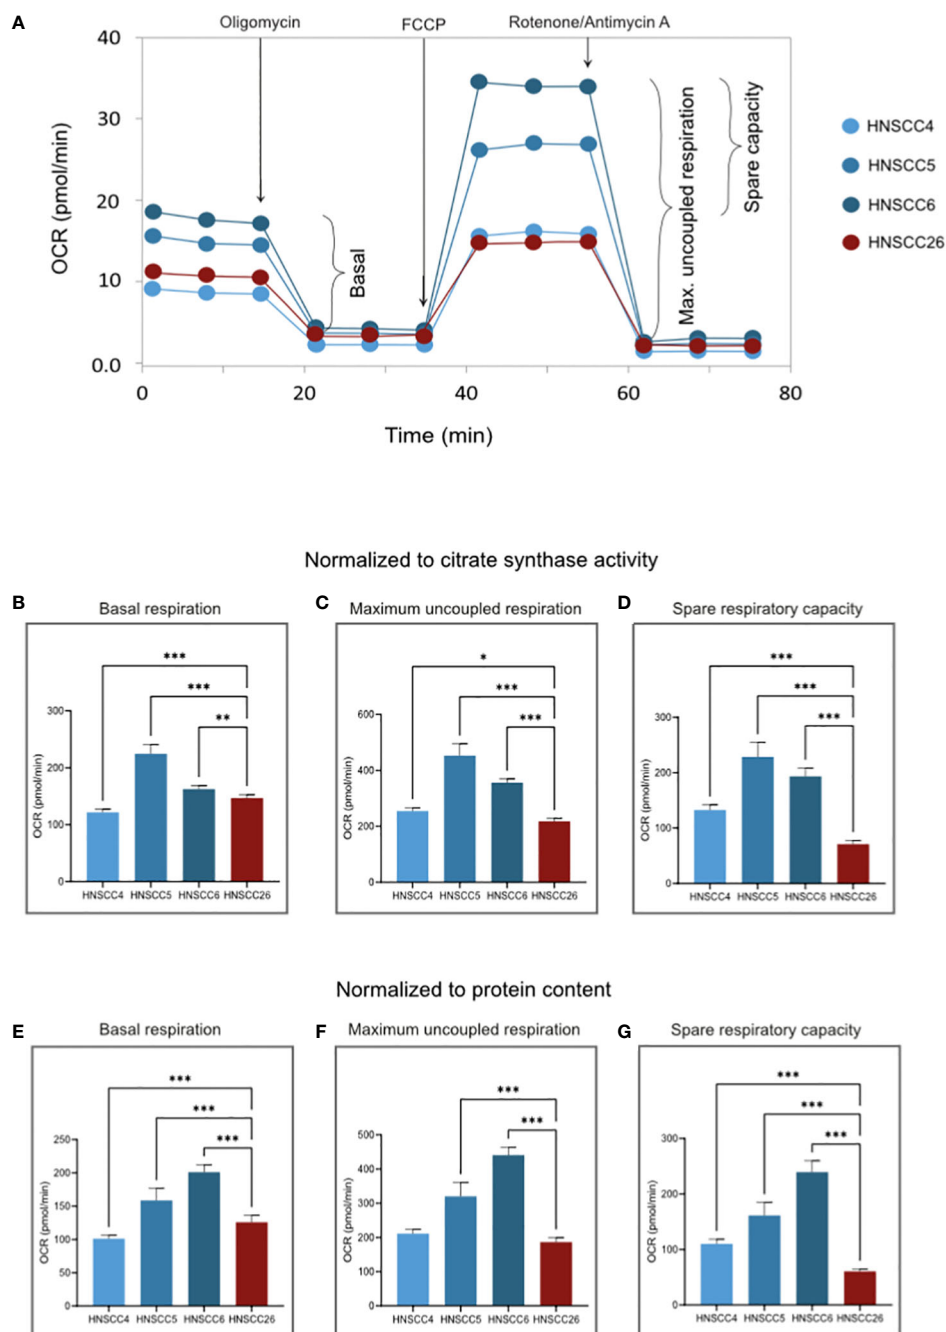 A
Oligomycin
FCCP
Rotenone/Antimycin A
40
30
20
10
0.0
OCR (pmol/min)
0
20
40
60
80
Time (min)
Basal
Max. uncoupled respiration
Spare capacity
HNSCC4
HNSCC5
HNSCC6
HNSCC26
Normalized to citrate synthase activity
B
Basal respiration
***
***
**
300
200
100
0
OCR (pmol/min)
HNSCC4 HNSCC5 HNSCC6 HNSCC26
C
Maximum uncoupled respiration
*
***
***
600
400
200
0
OCR (pmol/min)
HNSCC4 HNSCC5 HNSCC6 HNSCC26
D
Spare respiratory capacity
***
***
***
300
200
100
0
OCR (pmol/min)
HNSCC4 HNSCC5 HNSCC6 HNSCC26
Normalized to protein content
E
Basal respiration
***
***
***
250
200
150
100
50
0
OCR (pmol/min)
HNSCC4 HNSCC5 HNSCC6 HNSCC26
F
Maximum uncoupled respiration
***
***
500
400
300
200
100
0
OCR (pmol/min)
HNSCC4 HNSCC5 HNSCC6 HNSCC26
G
Spare respiratory capacity
***
***
***
300
200
100
0
OCR (pmol/min)
HNSCC4 HNSCC5 HNSCC6 HNSCC26